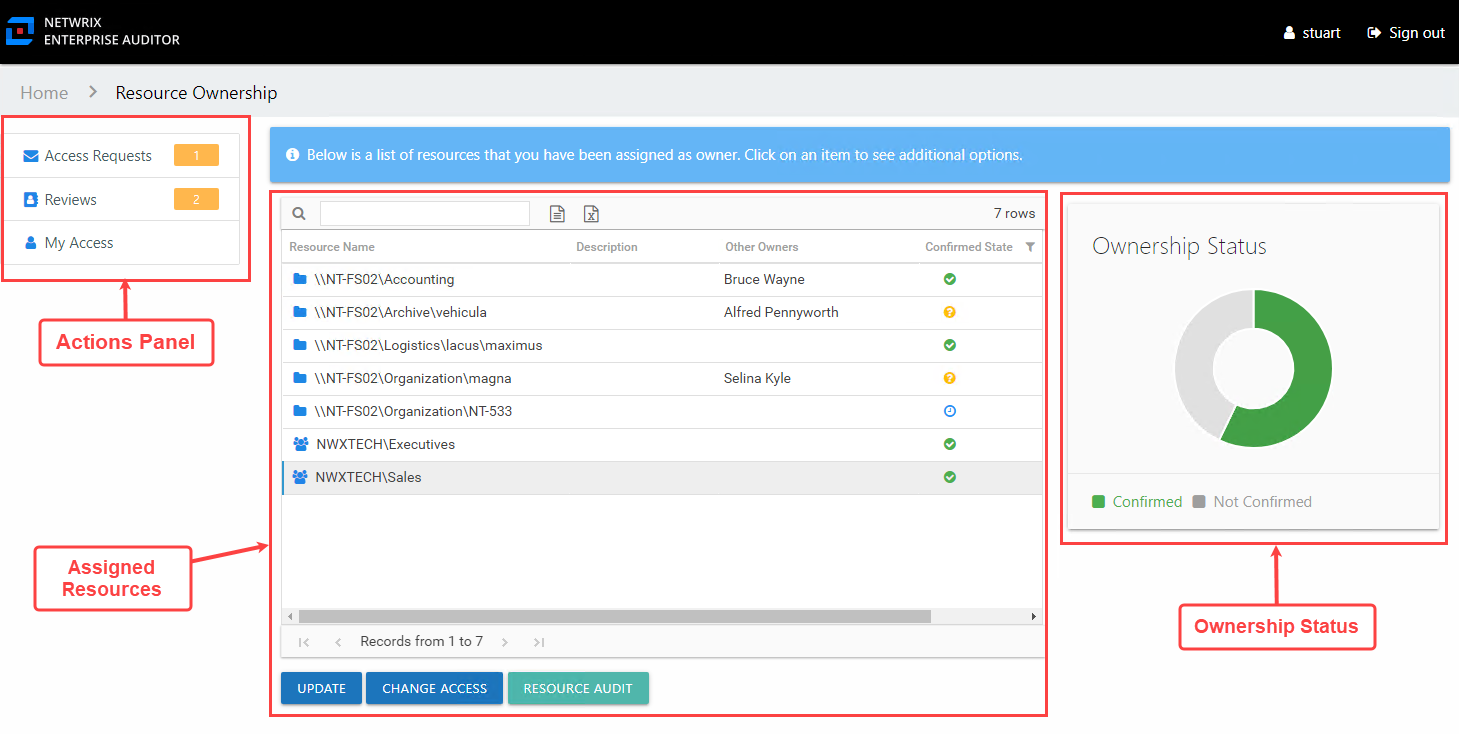 NETWRIX
ENTERPRISE AUDITOR
stuart Sign out
Home Resource Ownership
Access Requests 1
Reviews 2
My Access
Actions Panel
Below is a list of resources that you have been assigned as owner. Click on an item to see additional options.
7 rows
Resource Name Description Other Owners Confirmed State
\\NT-FS02\Accounting Bruce Wayne
\\NT-FS02\Archive\vehicula Alfred Pennyworth
\\NT-FS02\Logistics\lacus\maximus
\\NT-FS02\Organization\magna Selina Kyle
\\NT-FS02\Organization\NT-533
NWXTECH\Executives
NWXTECH\Sales
Records from 1 to 7
UPDATE CHANGE ACCESS RESOURCE AUDIT
Assigned
Resources
Ownership Status
Confirmed Not Confirmed
Ownership Status